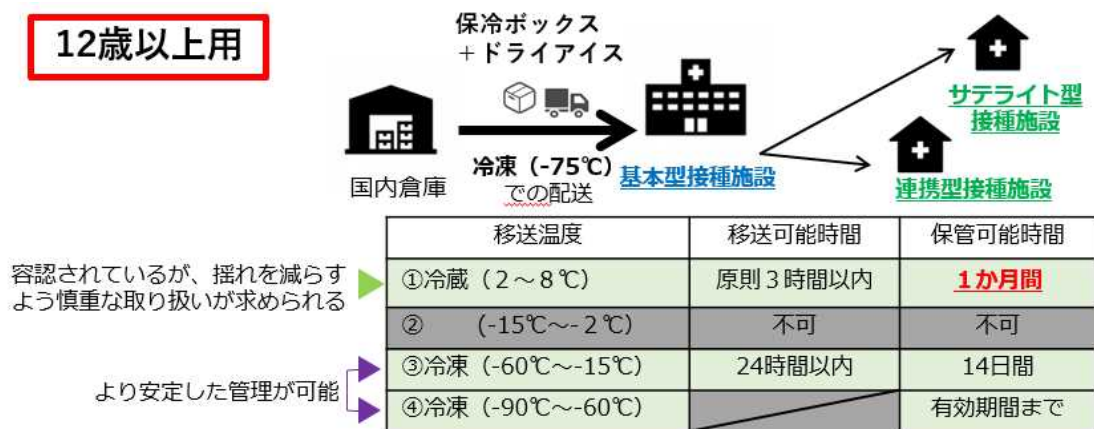 12歳以上用
保冷ボックス
＋ドライアイス
国内倉庫
冷凍（-75℃）
での配送
基本型接種施設
サテライト型
接種施設
連携型接種施設
移送温度 移送可能時間 保管可能時間
容認されているが、揺れを減らす
よう慎重な取り扱いが求められる
①冷蔵（２～８℃） 原則３時間以内 １か月間
② (-15℃～-２℃） 不可 不可
より安定した管理が可能
③冷凍（-60℃～-15℃） 24時間以内 14日間
④冷凍（-90℃～-60℃） 有効期間まで